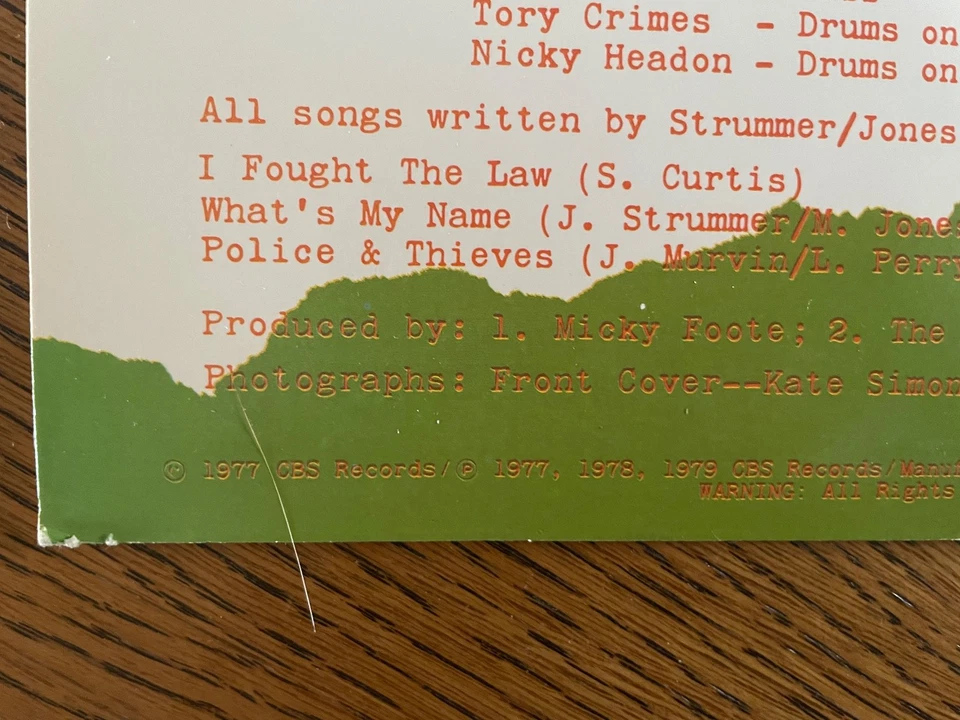 Tory Crimes - Drums on
Nicky Headon - Drums on
All songs written by Strummer/Jones
I Fought The Law (S. Curtis)
What's My Name (J. Strummer/M. Jones
Police & Thieves (J. Murvin/L. Perry
Produced by: 1. Micky Foote; 2. The
Photographs: Front Cover--Kate Simon
© 1977 CBS Records/℗ 1977, 1978, 1979 CBS Records/Manuf
WARNING: All Rights